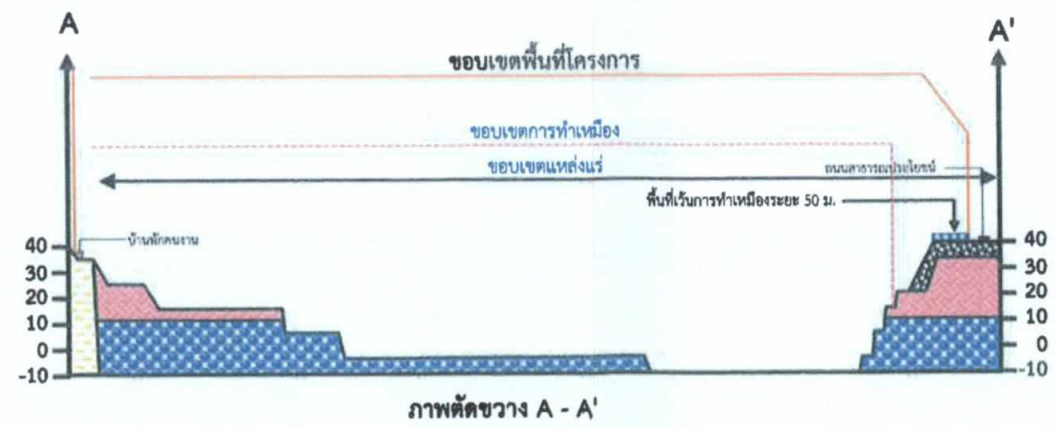 A
A'
ขอบเขตพื้นที่โครงการ
ขอบเขตการทำเหมือง
ขอบเขตแหล่งแร่
ถนนสาธารณประโยชน์
พื้นที่เว้นการทำเหมืองระยะ 50 ม.
บ้านพักคนงาน
40
30
20
10
0
-10
40
30
20
10
0
-10
ภาพตัดขวาง A - A'